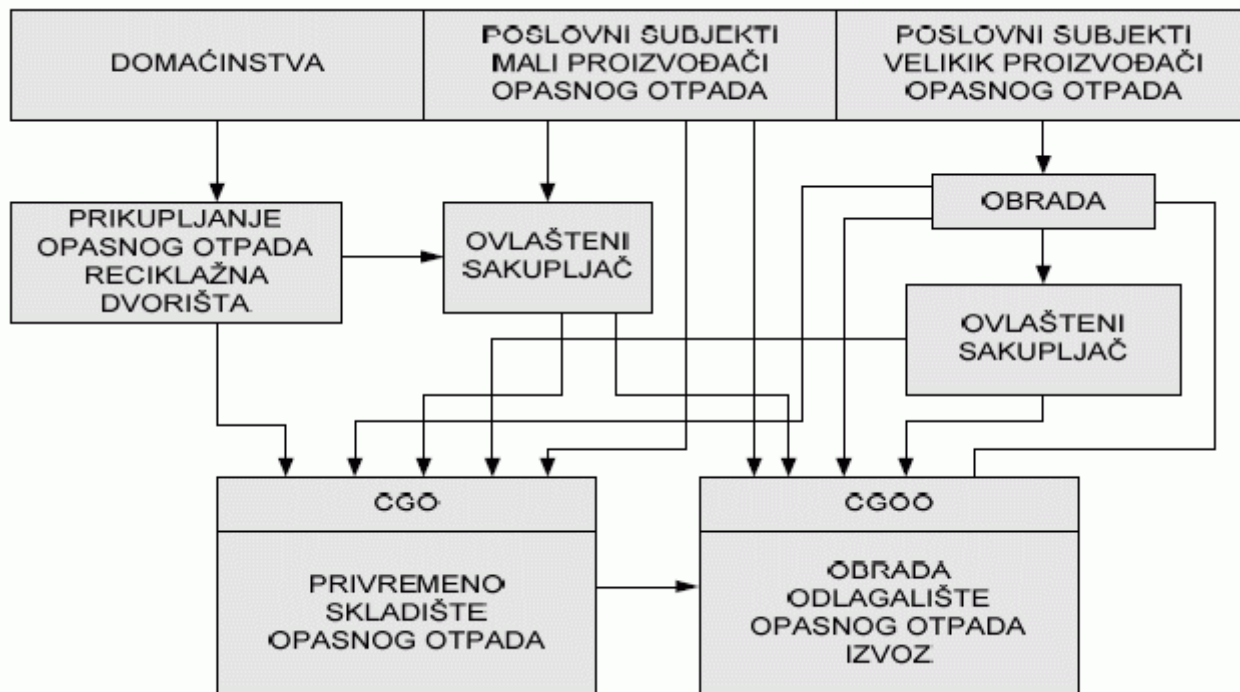 DOMAĆINSTVA
POSLOVNI SUBJEKTI
MALI PROIZVOĐAČI
OPASNOG OTPADA
POSLOVNI SUBJEKTI
VELIKIK PROIZVOĐAČI
OPASNOG OTPADA
PRIKUPLJANJE
OPASNOG OTPADA
RECIKLAŽNA
DVORIŠTA
OVLAŠTENI
SAKUPLJAČ
OBRADA
OVLAŠTENI
SAKUPLJAČ
CGO
PRIVREMENO
SKLADIŠTE
OPASNOG OTPADA
CGOO
OBRADA
ODLAGALIŠTE
OPASNOG OTPADA
IZVOZ